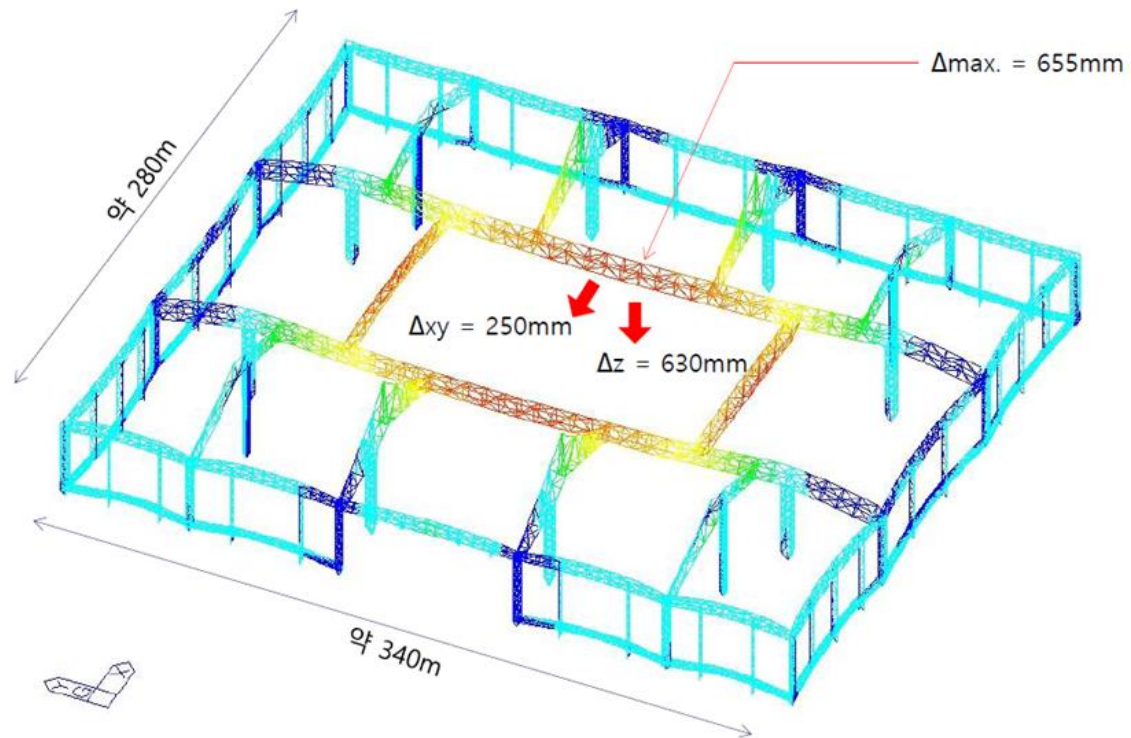 Δmax. = 655mm
약 280m
Δxy = 250mm
Δz = 630mm
약 340m
X
Y
G